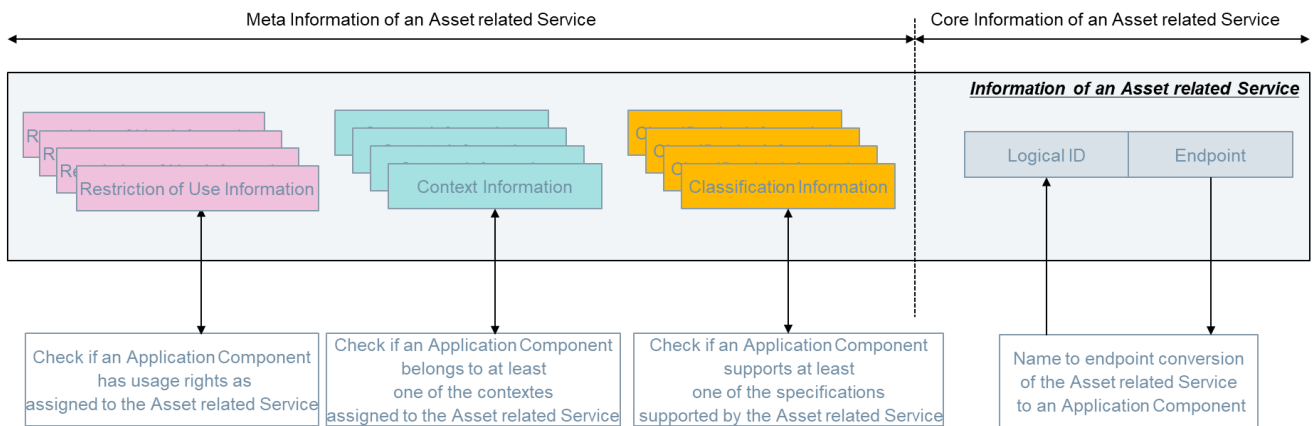 Meta Information of an Asset related Service
Core Information of an Asset related Service
Information of an Asset related Service
Restriction of Use Information
Context Information
Classification Information
Logical ID
Endpoint
Check if an Application Component
has usage rights as
assigned to the Asset related Service
Check if an Application Component
belongs to at least
one of the contextes
assigned to the Asset related Service
Check if an Application Component
supports at least
one of the specifications
supported by the Asset related Service
Name to endpoint conversion
of the Asset related Service
to an Application Component